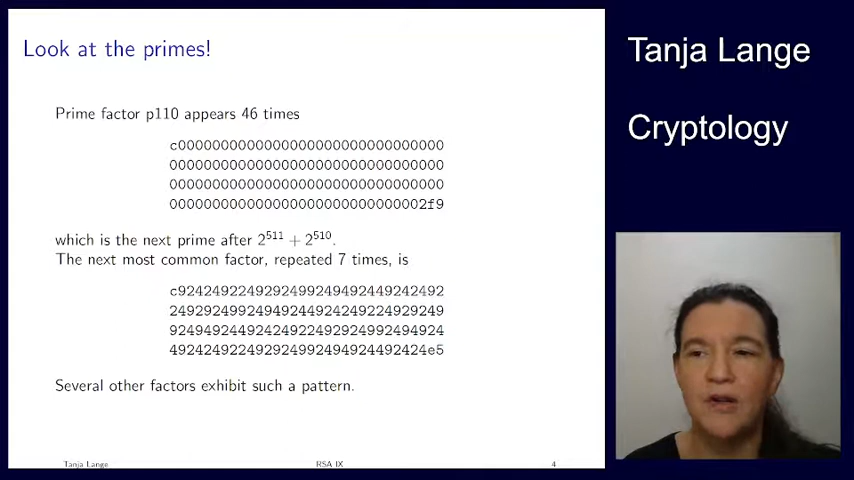 Look at the primes!
Prime factor p110 appears 46 times
c0000000000000000000000000000000
00000000000000000000000000000000
00000000000000000000000000000000
000000000000000000000000000002f9
which is the next prime after 2^511 + 2^510.
The next most common factor, repeated 7 times, is
c9242492249292499249492449242492
24929249924949244924249224929249
92494924492424922492924992494924
492424922492924992494924492424e5
Several other factors exhibit such a pattern.
Tanja Lange
RSA IX
4
Tanja Lange
Cryptology